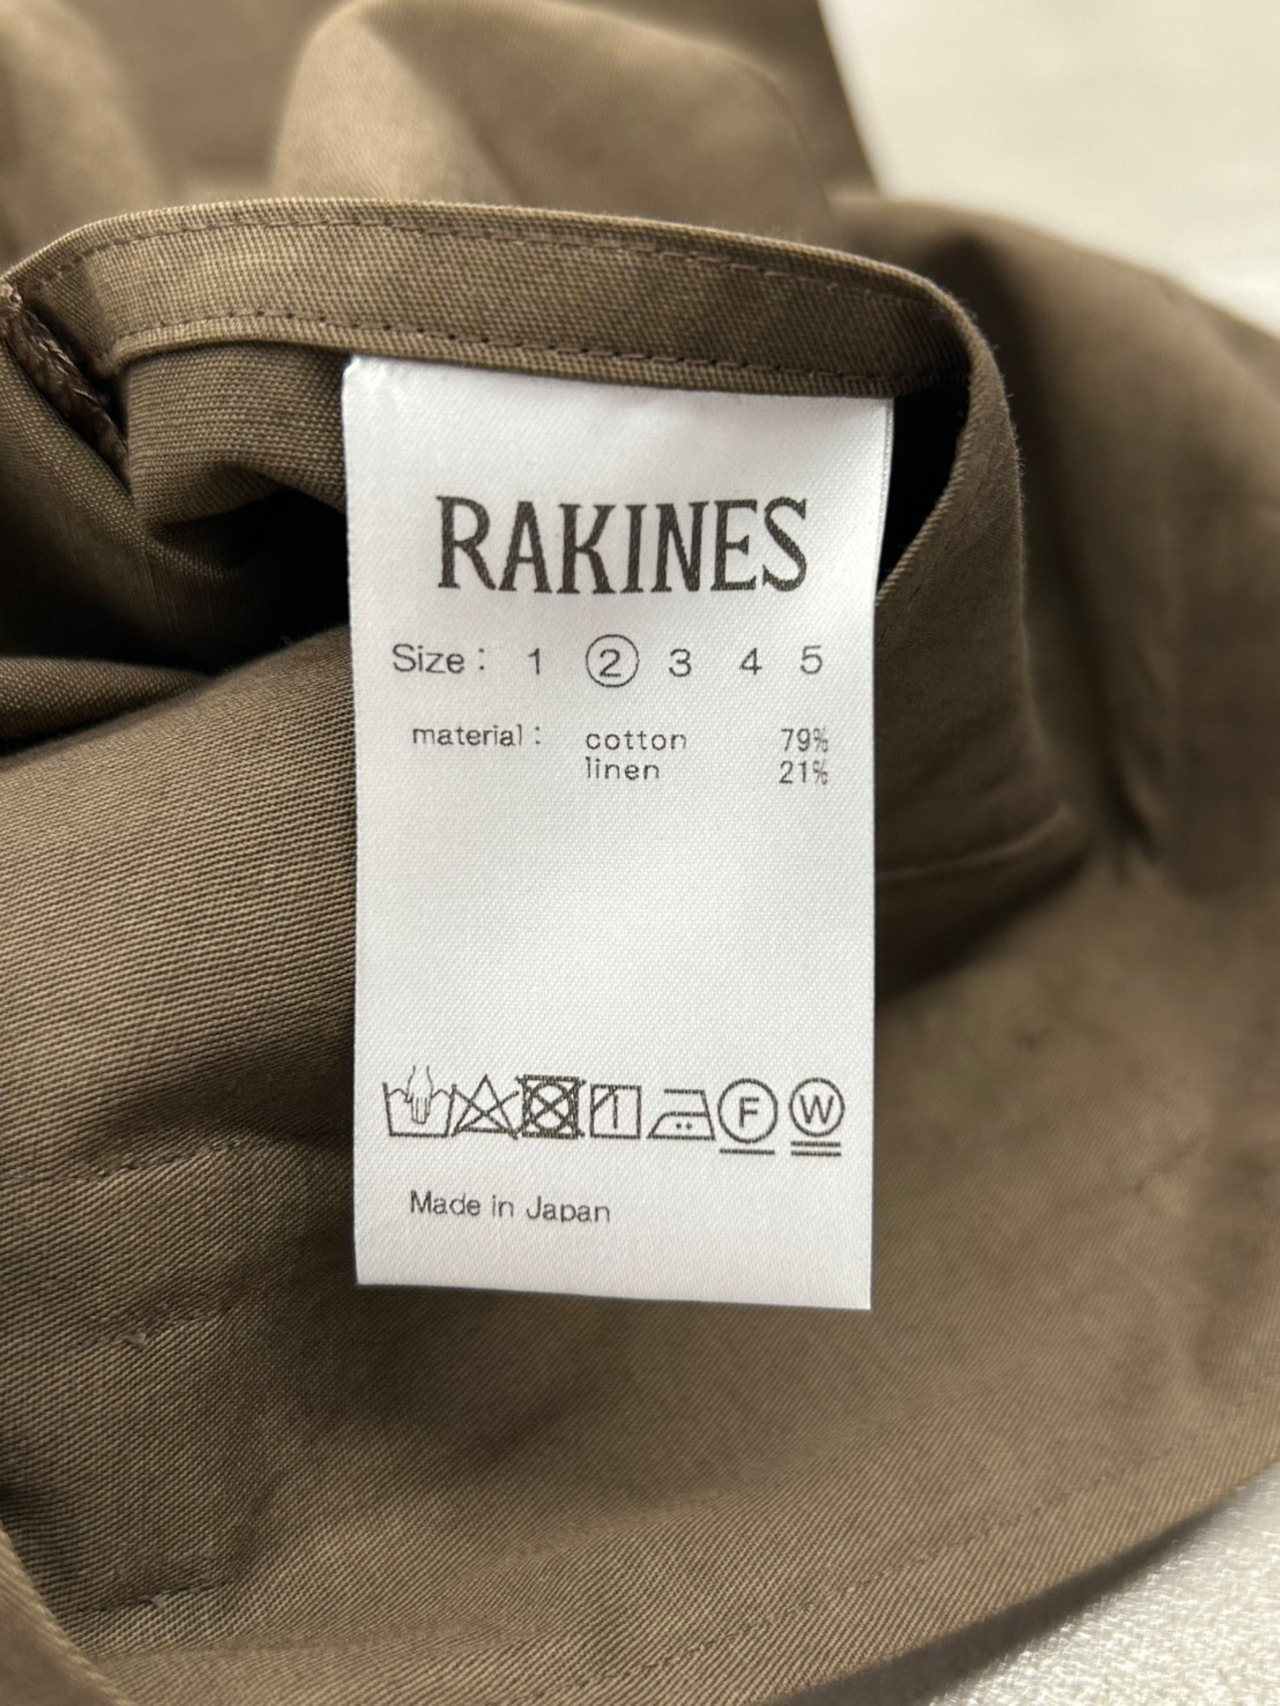 RAKINES
Size: 1 2 3 4 5
material: cotton 79%
linen 21%
F W
Made in Japan